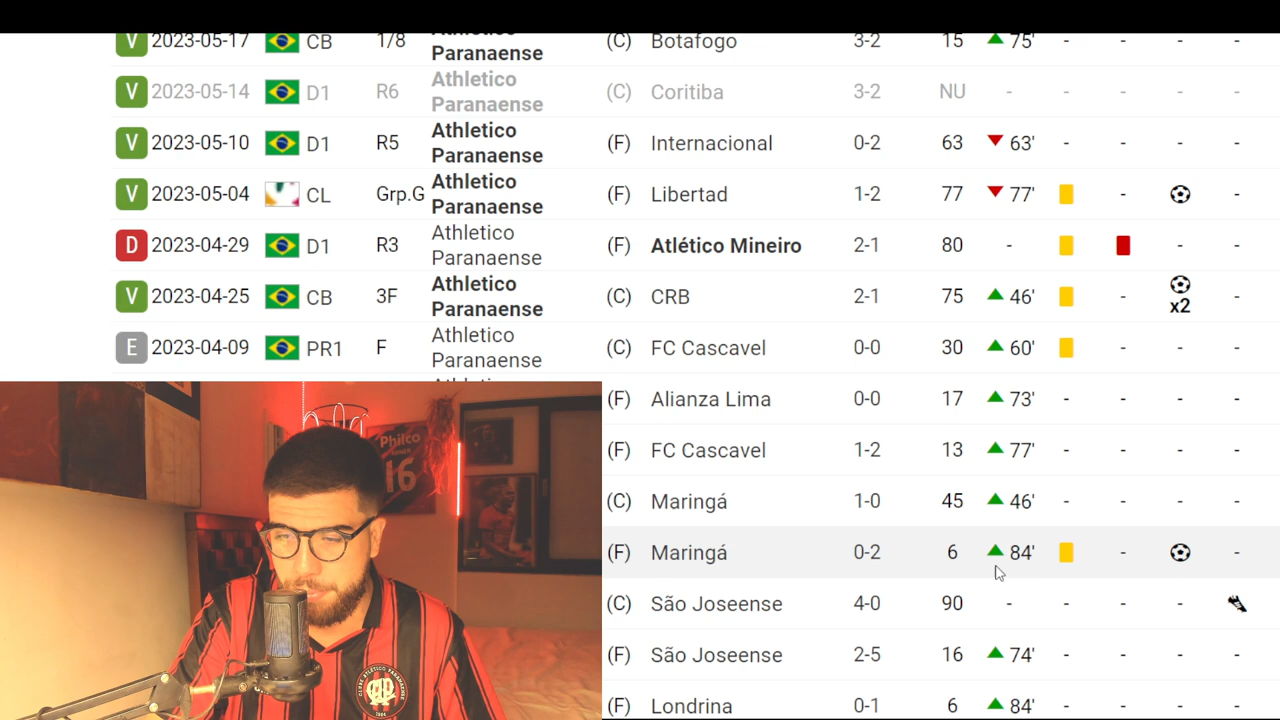 V 2023-05-17 CB 1/8 Athletico Paranaense (C) Botafogo 3-2 15 75' - - - -
V 2023-05-14 D1 R6 Athletico Paranaense (C) Coritiba 3-2 NU - - - - -
V 2023-05-10 D1 R5 Athletico Paranaense (F) Internacional 0-2 63 63' - - - -
V 2023-05-04 CL Grp.G Athletico Paranaense (F) Libertad 1-2 77 77' - -
D 2023-04-29 D1 R3 Athletico Paranaense (F) Atlético Mineiro 2-1 80 - - -
V 2023-04-25 CB 3F Athletico Paranaense (C) CRB 2-1 75 46' - x2 -
E 2023-04-09 PR1 F Athletico Paranaense (C) FC Cascavel 0-0 30 60' - - -
(F) Alianza Lima 0-0 17 73' - - - -
(F) FC Cascavel 1-2 13 77' - - - -
(C) Maringá 1-0 45 46' - - - -
(F) Maringá 0-2 6 84' - -
(C) São Joseense 4-0 90 - - - -
(F) São Joseense 2-5 16 74' - - - -
(F) Londrina 0-1 6 84' - - - -
Philco
16
CLUBE ATLÉTICO PARANAENSE